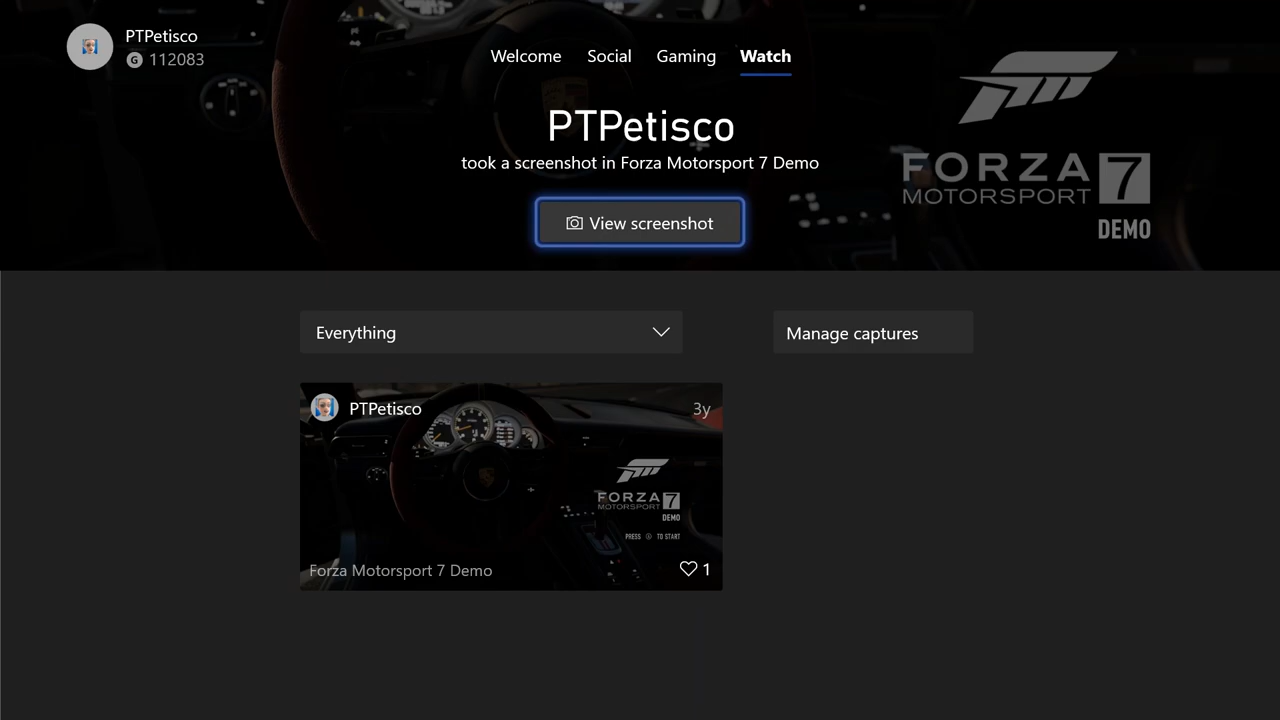 PTPetisco
G 112083
Welcome Social Gaming Watch
PTPetisco
took a screenshot in Forza Motorsport 7 Demo
View screenshot
FORZA 7
MOTORSPORT
DEMO
Everything
Manage captures
PTPetisco 3y
FORZA 7
MOTORSPORT
DEMO
PRESS A TO START
Forza Motorsport 7 Demo 1